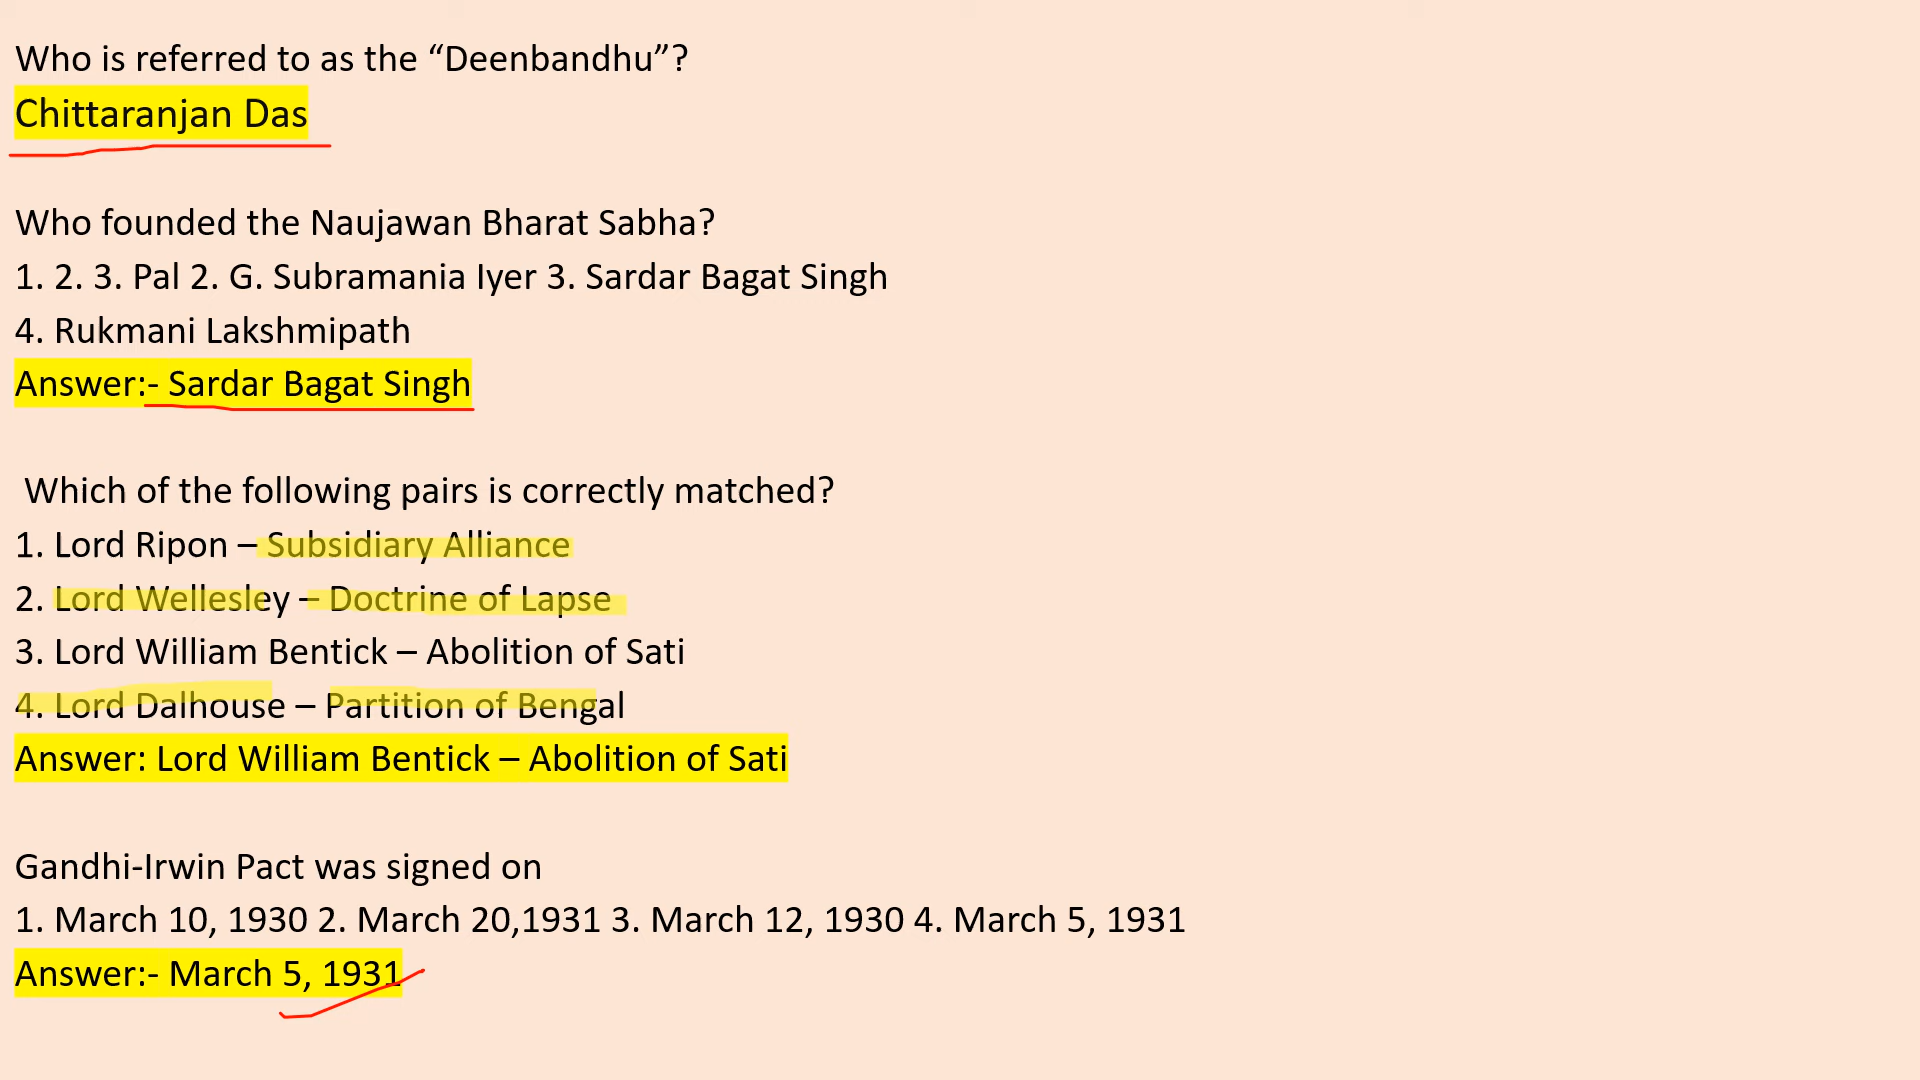 Who is referred to as the “Deenbandhu”?
Chittaranjan Das
Who founded the Naujawan Bharat Sabha?
1. 2. 3. Pal 2. G. Subramania Iyer 3. Sardar Bagat Singh
4. Rukmani Lakshmipath
Answer:- Sardar Bagat Singh
Which of the following pairs is correctly matched?
1. Lord Ripon – Subsidiary Alliance
2. Lord Wellesley – Doctrine of Lapse
3. Lord William Bentick – Abolition of Sati
4. Lord Dalhouse – Partition of Bengal
Answer: Lord William Bentick – Abolition of Sati
Gandhi-Irwin Pact was signed on
1. March 10, 1930 2. March 20,1931 3. March 12, 1930 4. March 5, 1931
Answer:- March 5, 1931